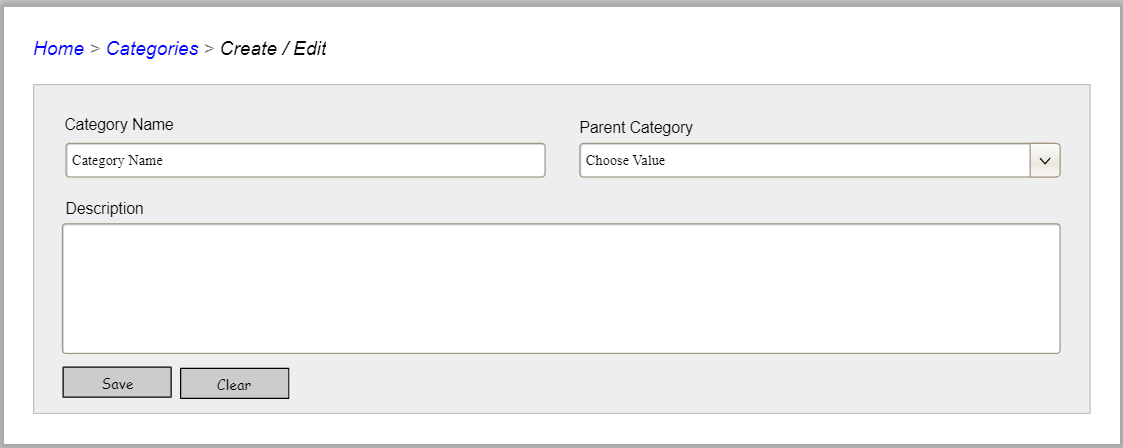 Home > Categories > Create / Edit
Category Name
Parent Category
Category Name
Choose Value
Description
Save
Clear